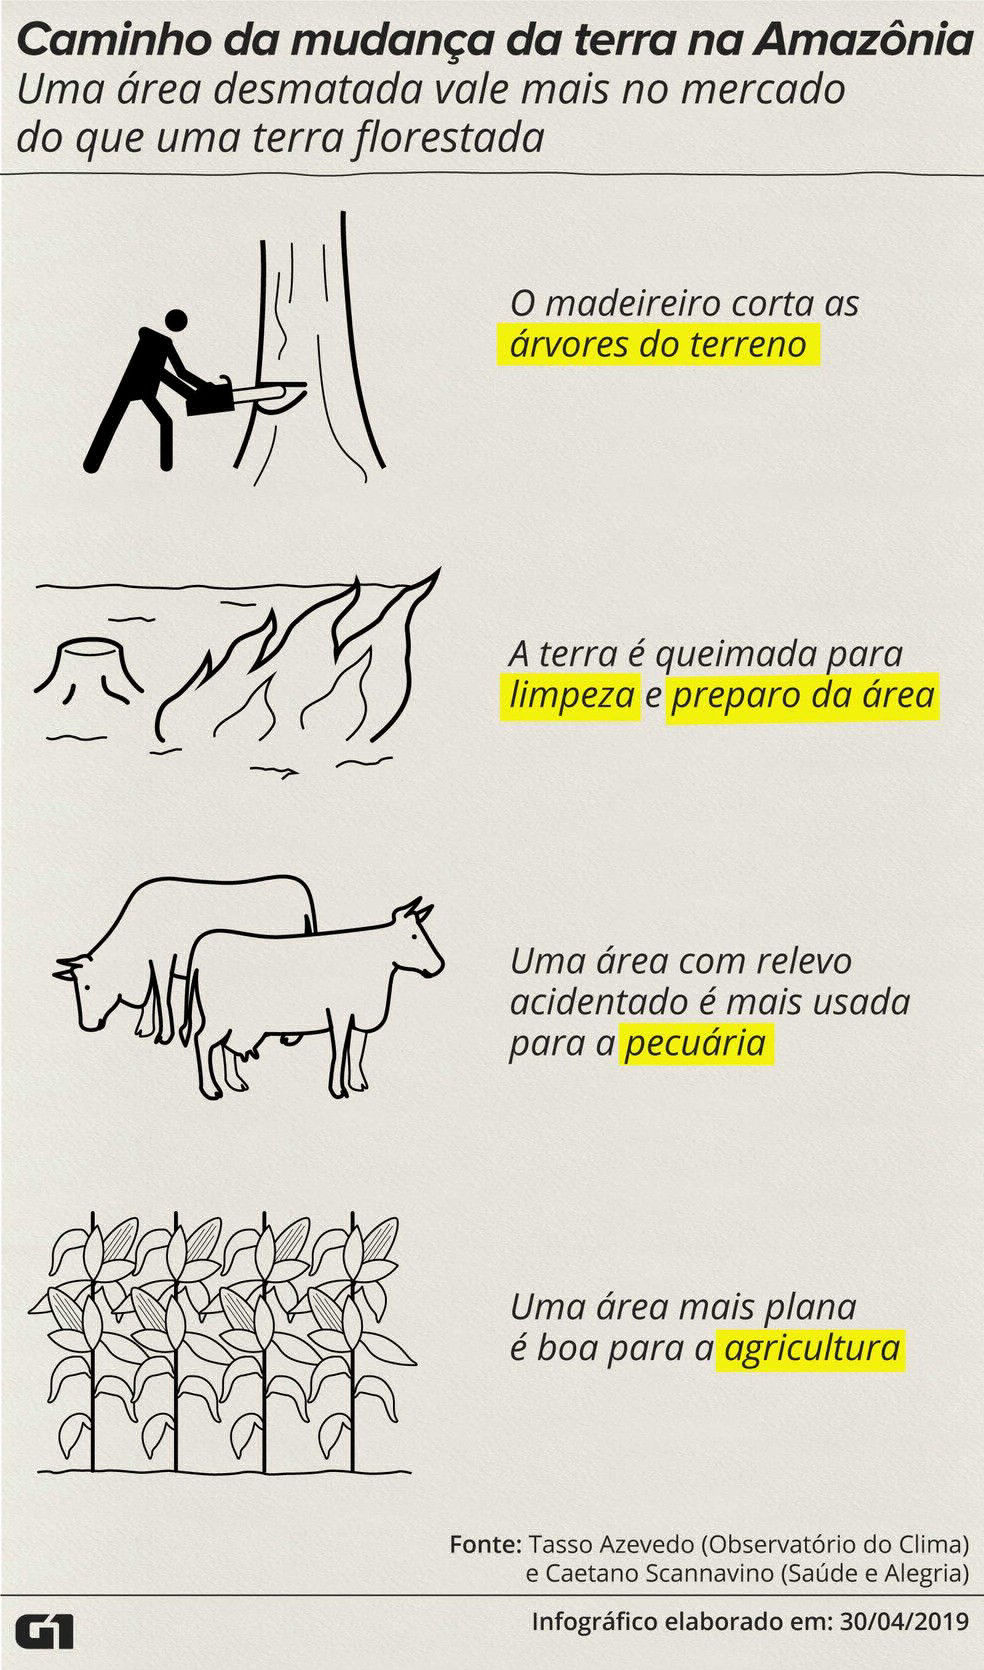 Caminho da mudança da terra na Amazônia
Uma área desmatada vale mais no mercado
do que uma terra florestada
O madeireiro corta as
árvores do terreno
A terra é queimada para
limpeza e preparo da área
Uma área com relevo
acidentado é mais usada
para a pecuária
Uma área mais plana
é boa para a agricultura
Fonte: Tasso Azevedo (Observatório do Clima)
e Caetano Scannavino (Saúde e Alegria)
G1
Infográfico elaborado em: 30/04/2019